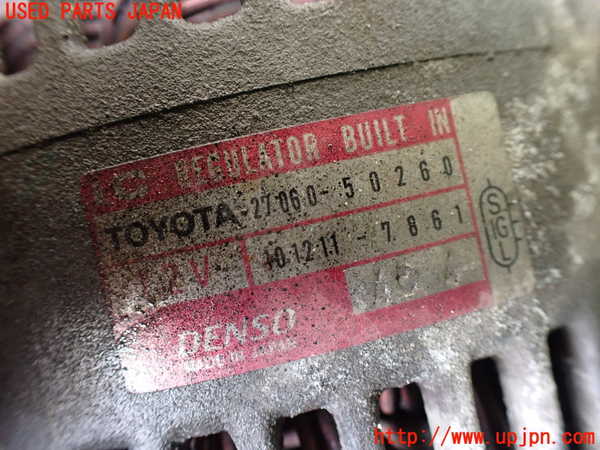 USED PARTS JAPAN
IC REGULATOR BUILT IN
TOYOTA 27060-50260
12V 101211-7861
S
IG
L
DENSO
MADE IN JAPAN
http://www.upjpn.com/